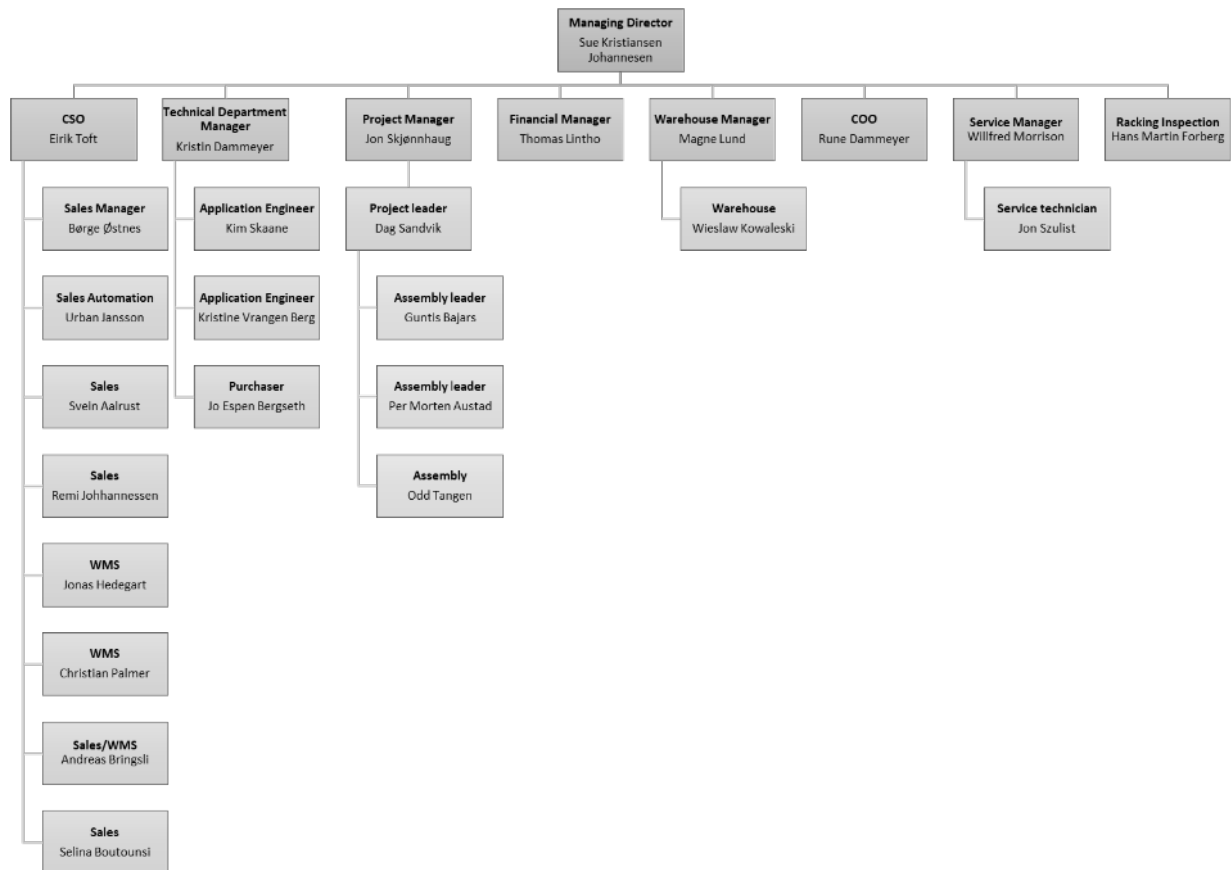 Managing Director
Sue Kristiansen
Johannesen
CSO
Eirik Toft
Technical Department
Manager
Kristin Dammeyer
Project Manager
Jon Skjønnhaug
Financial Manager
Thomas Lintho
Warehouse Manager
Magne Lund
COO
Rune Dammeyer
Service Manager
Willfred Morrison
Racking Inspection
Hans Martin Forberg
Sales Manager
Børge Østnes
Application Engineer
Kim Skaane
Project leader
Dag Sandvik
Warehouse
Wieslaw Kowaleski
Service technician
Jon Szulist
Sales Automation
Urban Jansson
Application Engineer
Kristine Vrangen Berg
Assembly leader
Guntis Bajars
Sales
Svein Aalrust
Purchaser
Jo Espen Bergseth
Assembly leader
Per Morten Austad
Sales
Remi Johhannessen
Assembly
Odd Tangen
WMS
Jonas Hedegart
WMS
Christian Palmer
Sales/WMS
Andreas Bringsli
Sales
Selina Boutounsi